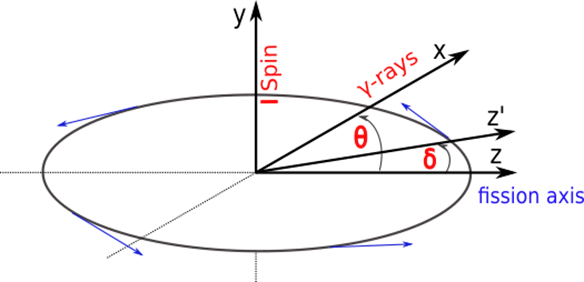 y
I Spin
x
γ-rays
z'
θ
δ
z
fission axis